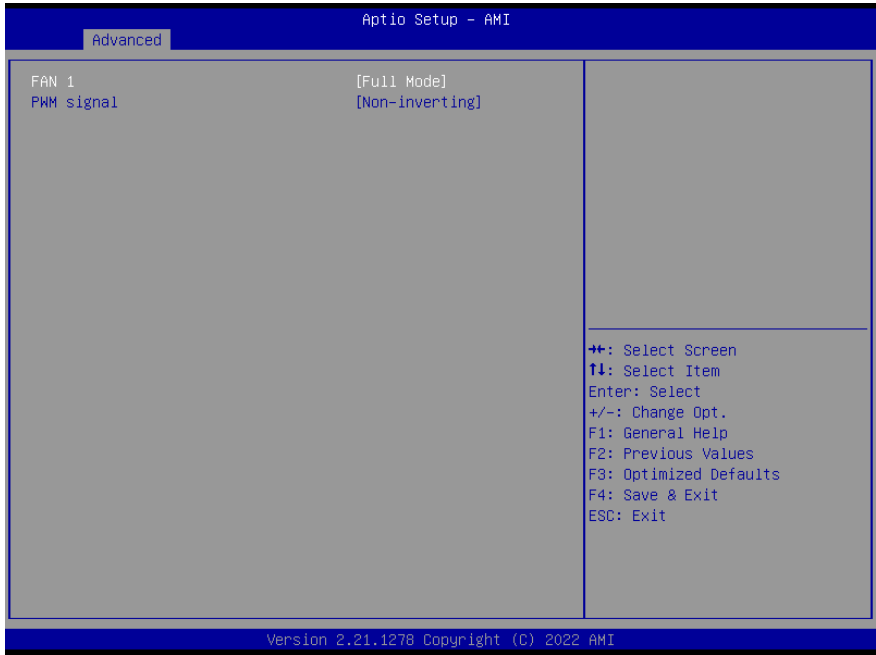 Aptio Setup – AMI
Advanced
FAN 1 [Full Mode]
PWM signal [Non-inverting]
→←: Select Screen
↑↓: Select Item
Enter: Select
+/-: Change Opt.
F1: General Help
F2: Previous Values
F3: Optimized Defaults
F4: Save & Exit
ESC: Exit
Version 2.21.1278 Copyright (C) 2022 AMI